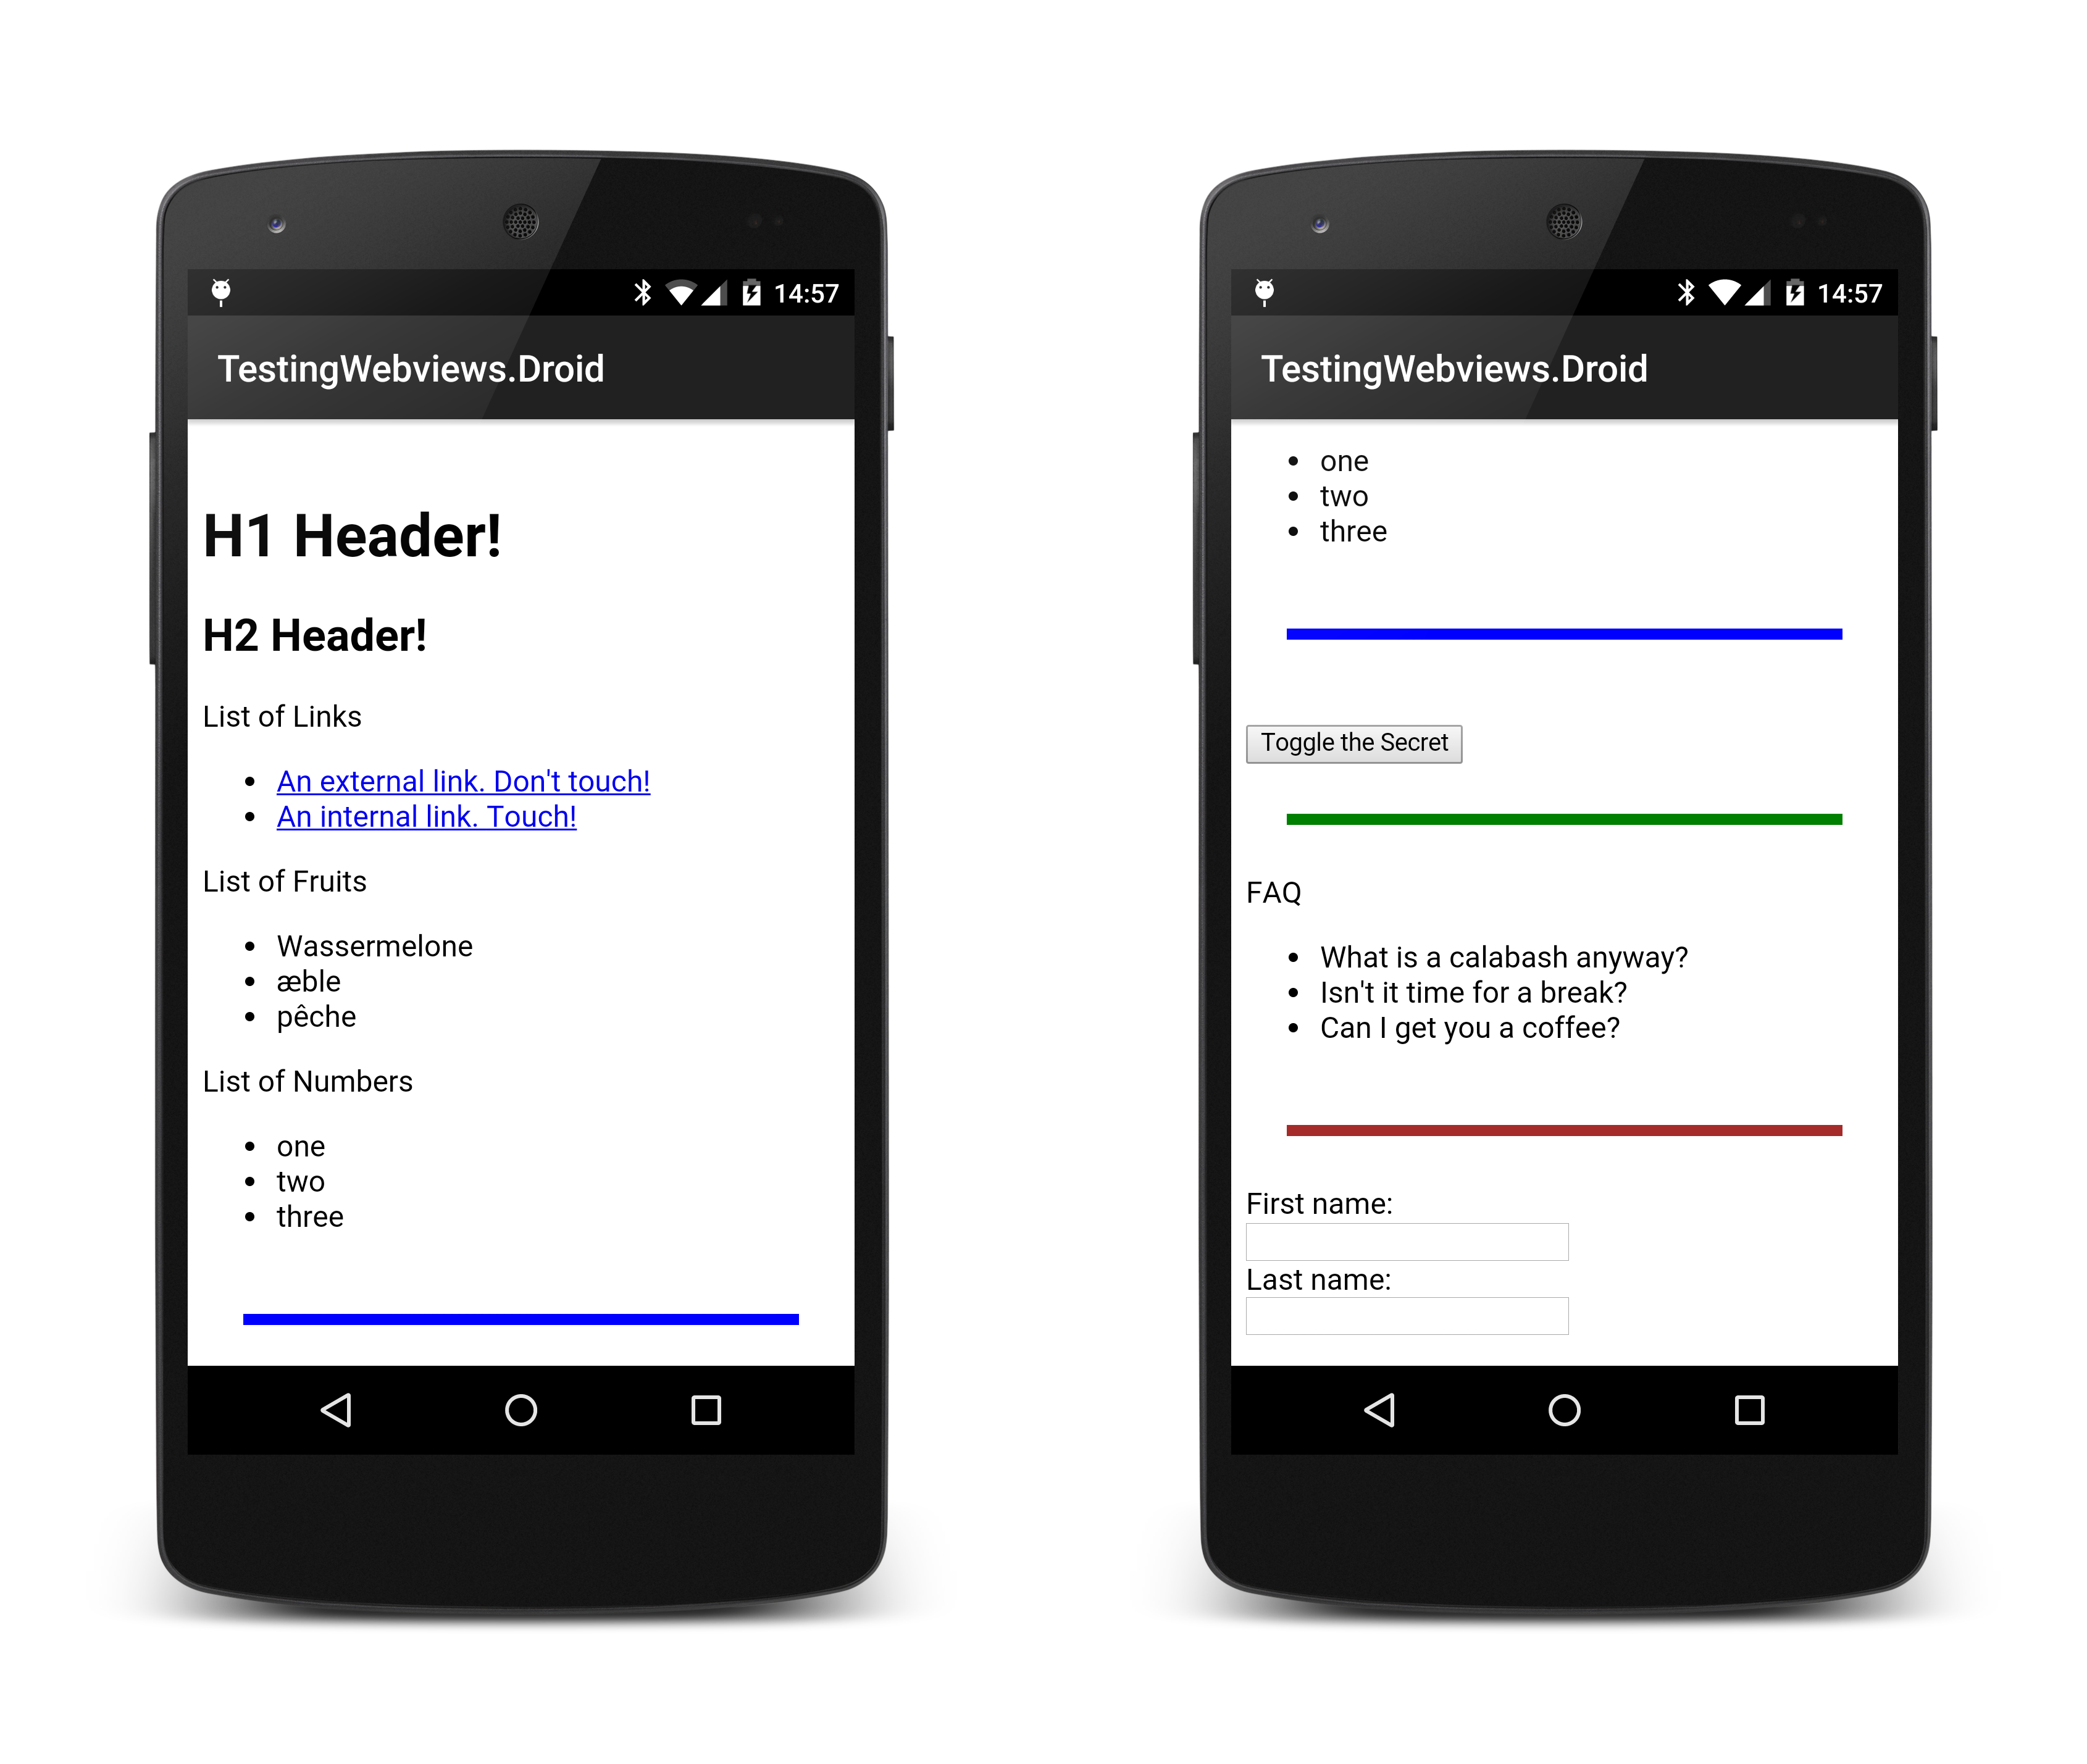 14:57
TestingWebviews.Droid
H1 Header!
H2 Header!
List of Links
An external link. Don't touch!
An internal link. Touch!
List of Fruits
Wassermelone
æble
pêche
List of Numbers
one
two
three
14:57
TestingWebviews.Droid
one
two
three
Toggle the Secret
FAQ
What is a calabash anyway?
Isn't it time for a break?
Can I get you a coffee?
First name:
Last name: